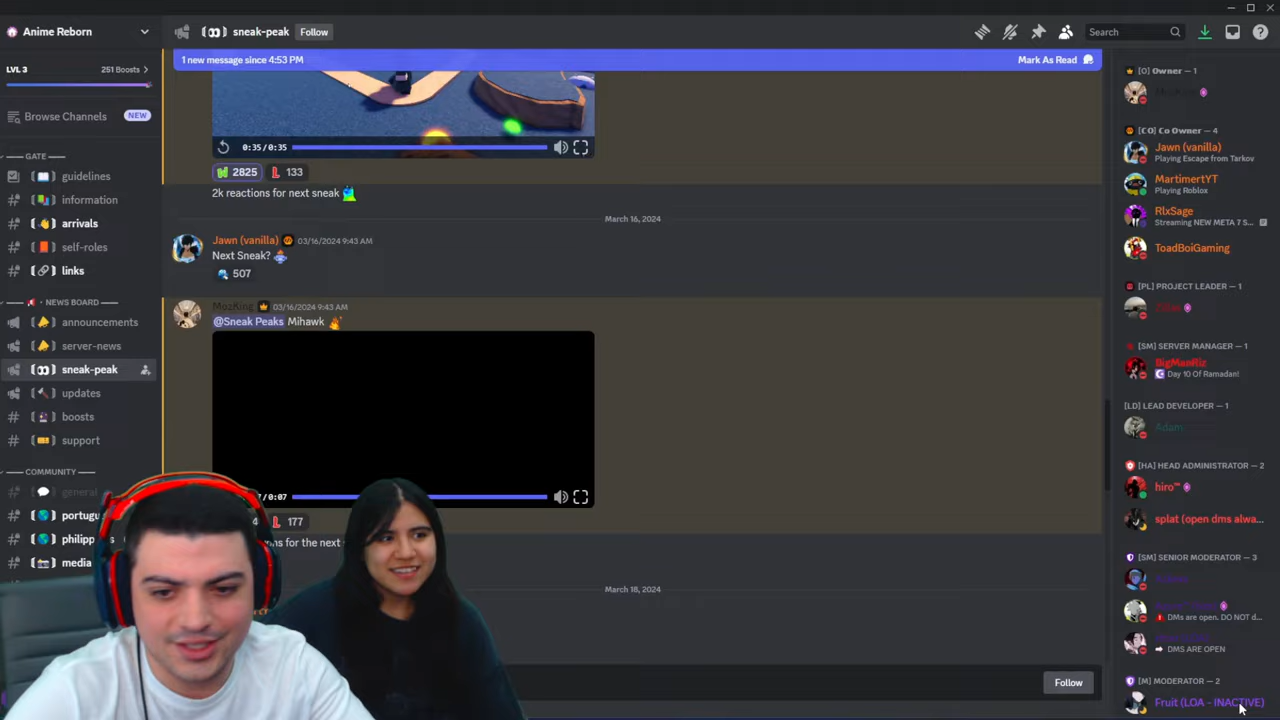 Anime Reborn
sneak-peak
Follow
Search
LVL 3
251 Boosts
Browse Channels
NEW
GATE
guidelines
information
arrivals
self-roles
links
NEWS BOARD
announcements
server-news
sneak-peak
updates
boosts
support
COMMUNITY
general
portugu
philipp
media
1 new message since 4:53 PM
Mark As Read
0:35/0:35
2825
133
2k reactions for next sneak
March 16, 2024
Jawn (vanilla)
03/16/2024 9:43 AM
Next Sneak?
507
MozKing
03/16/2024 9:43 AM
@Sneak Peaks Mihawk
/0:07
177
for the next
March 18, 2024
Follow
[O] Owner — 1
[CO] Co Owner — 4
Jawn (vanilla)
Playing Escape from Tarkov
MartimertYT
Playing Roblox
RlxSage
Streaming NEW META 7 S...
ToadBoiGaming
[PL] PROJECT LEADER — 1
[SM] SERVER MANAGER — 1
BigManRiz
Day 10 Of Ramadan!
[LD] LEAD DEVELOPER — 1
Adam
[HA] HEAD ADMINISTRATOR — 2
hiro™
splat (open dms alwa...
[SM] SENIOR MODERATOR — 3
DMs are open. DO NOT d...
DMS ARE OPEN
[M] MODERATOR — 2
Fruit (LOA - INACTIVE)